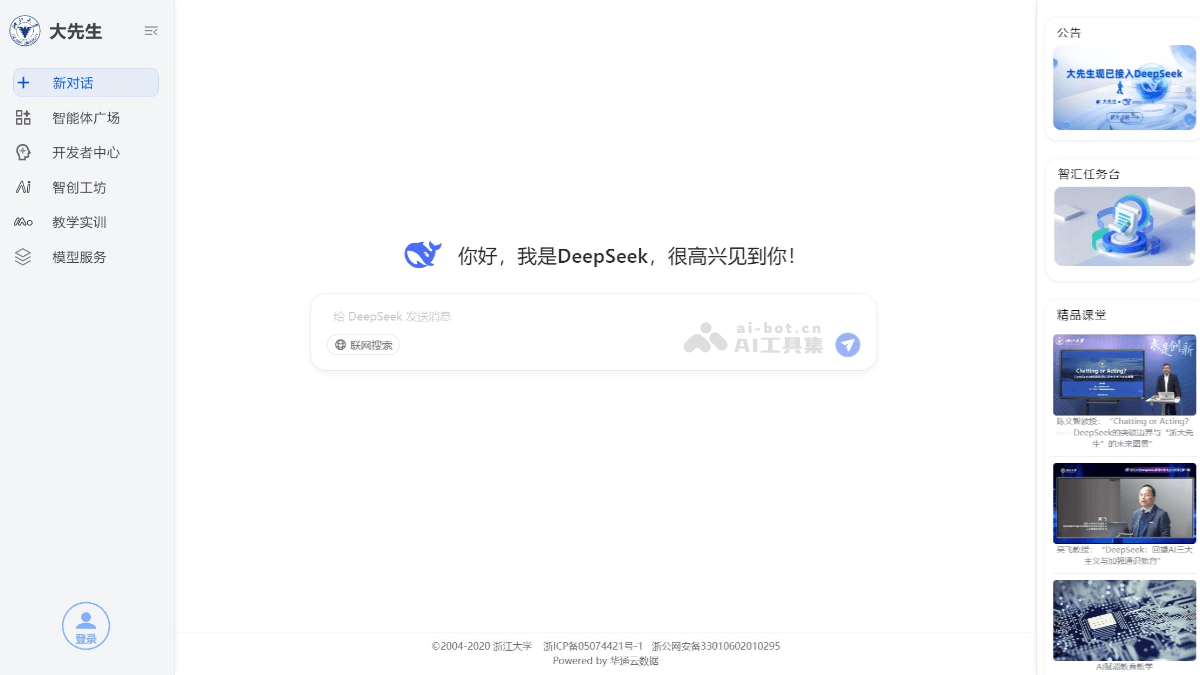 大先生
新对话
智能体广场
开发者中心
智创工坊
教学实训
模型服务
登录
你好，我是DeepSeek，很高兴见到你！
给 DeepSeek 发送消息
联网搜索
ai-bot.cn
AI工具集
©2004-2020 浙江大学 浙ICP备05074421号-1 浙公网安备33010602010295
Powered by 华通云数据
公告
大先生现已接入DeepSeek
大先生
deepseek
智汇任务台
精品课堂
Chatting or Acting?
陈文智教授： “Chatting or Acting?
——DeepSeek的突破边界与“浙大先
生”的未来图景”
吴飞教授： “DeepSeek：回望AI三大
主义与加强通识教育”
AI赋能教育教学